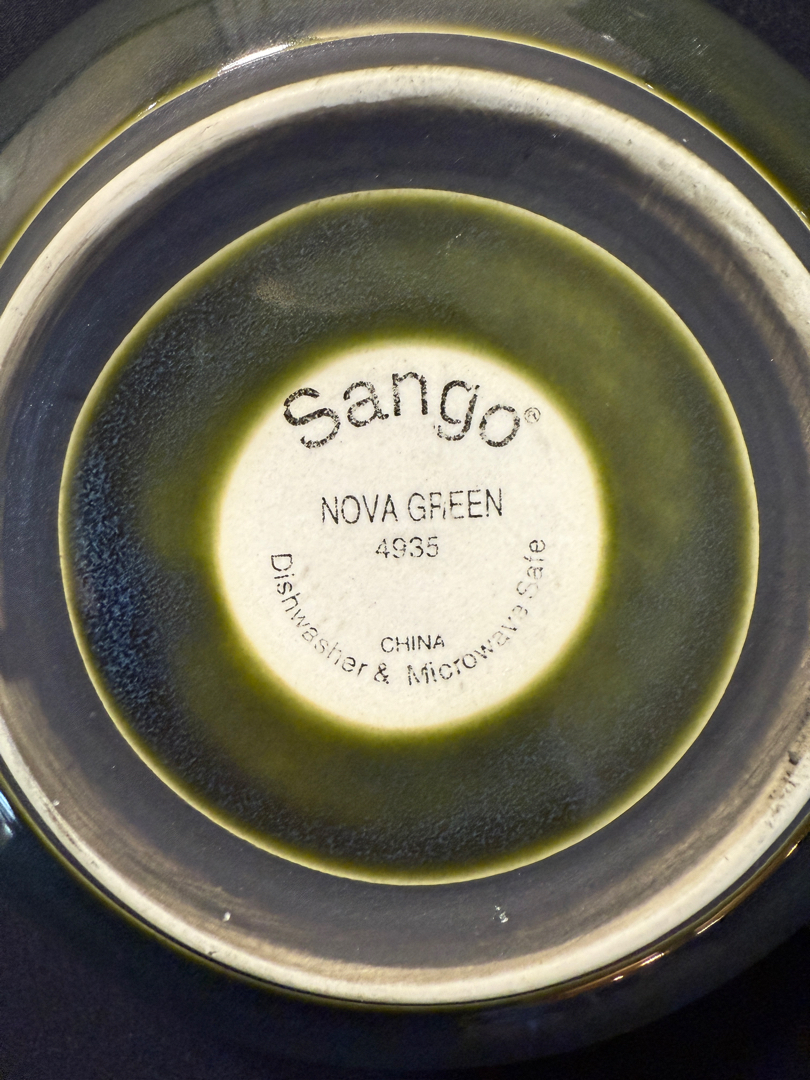 Sango®
NOVA GREEN
4935
CHINA
Dishwasher & Microwave Safe